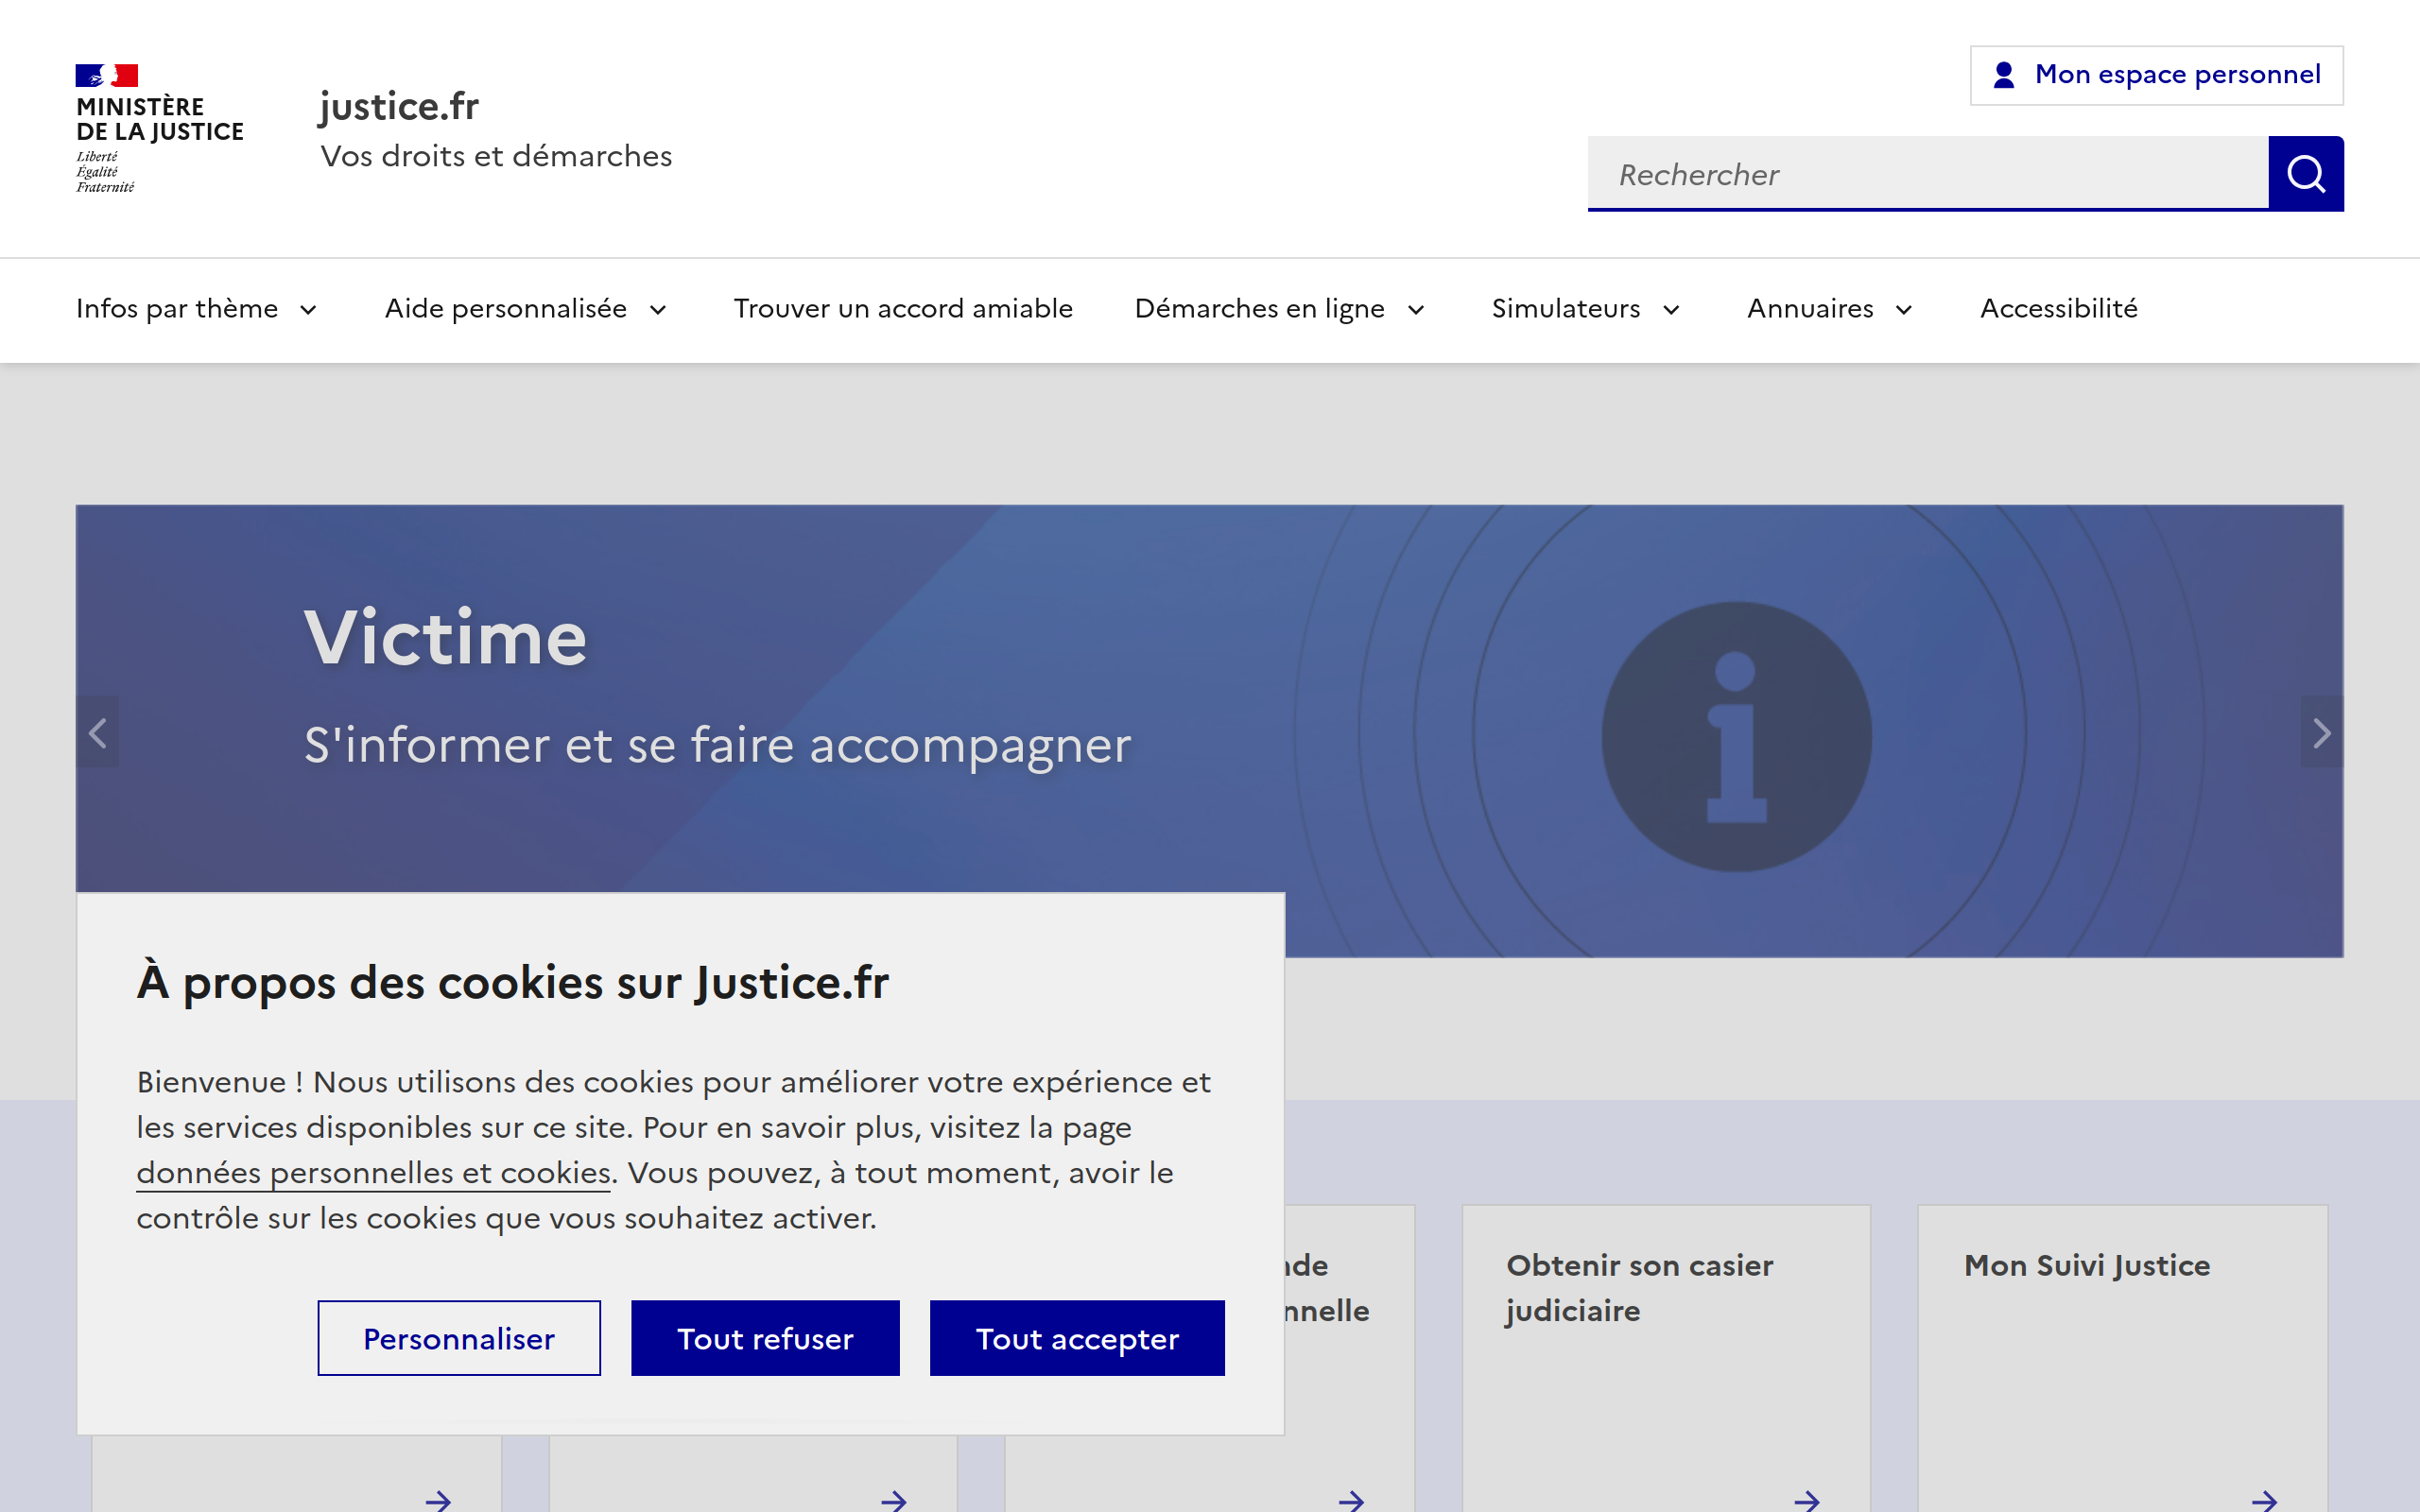 MINISTÈRE
DE LA JUSTICE
Liberté
Égalité
Fraternité
justice.fr
Vos droits et démarches
Mon espace personnel
Rechercher
Infos par thème
Aide personnalisée
Trouver un accord amiable
Démarches en ligne
Simulateurs
Annuaires
Accessibilité
Victime
S'informer et se faire accompagner
À propos des cookies sur Justice.fr
Bienvenue ! Nous utilisons des cookies pour améliorer votre expérience et
les services disponibles sur ce site. Pour en savoir plus, visitez la page
données personnelles et cookies. Vous pouvez, à tout moment, avoir le
contrôle sur les cookies que vous souhaitez activer.
Personnaliser
Tout refuser
Tout accepter
Obtenir son casier
judiciaire
Mon Suivi Justice